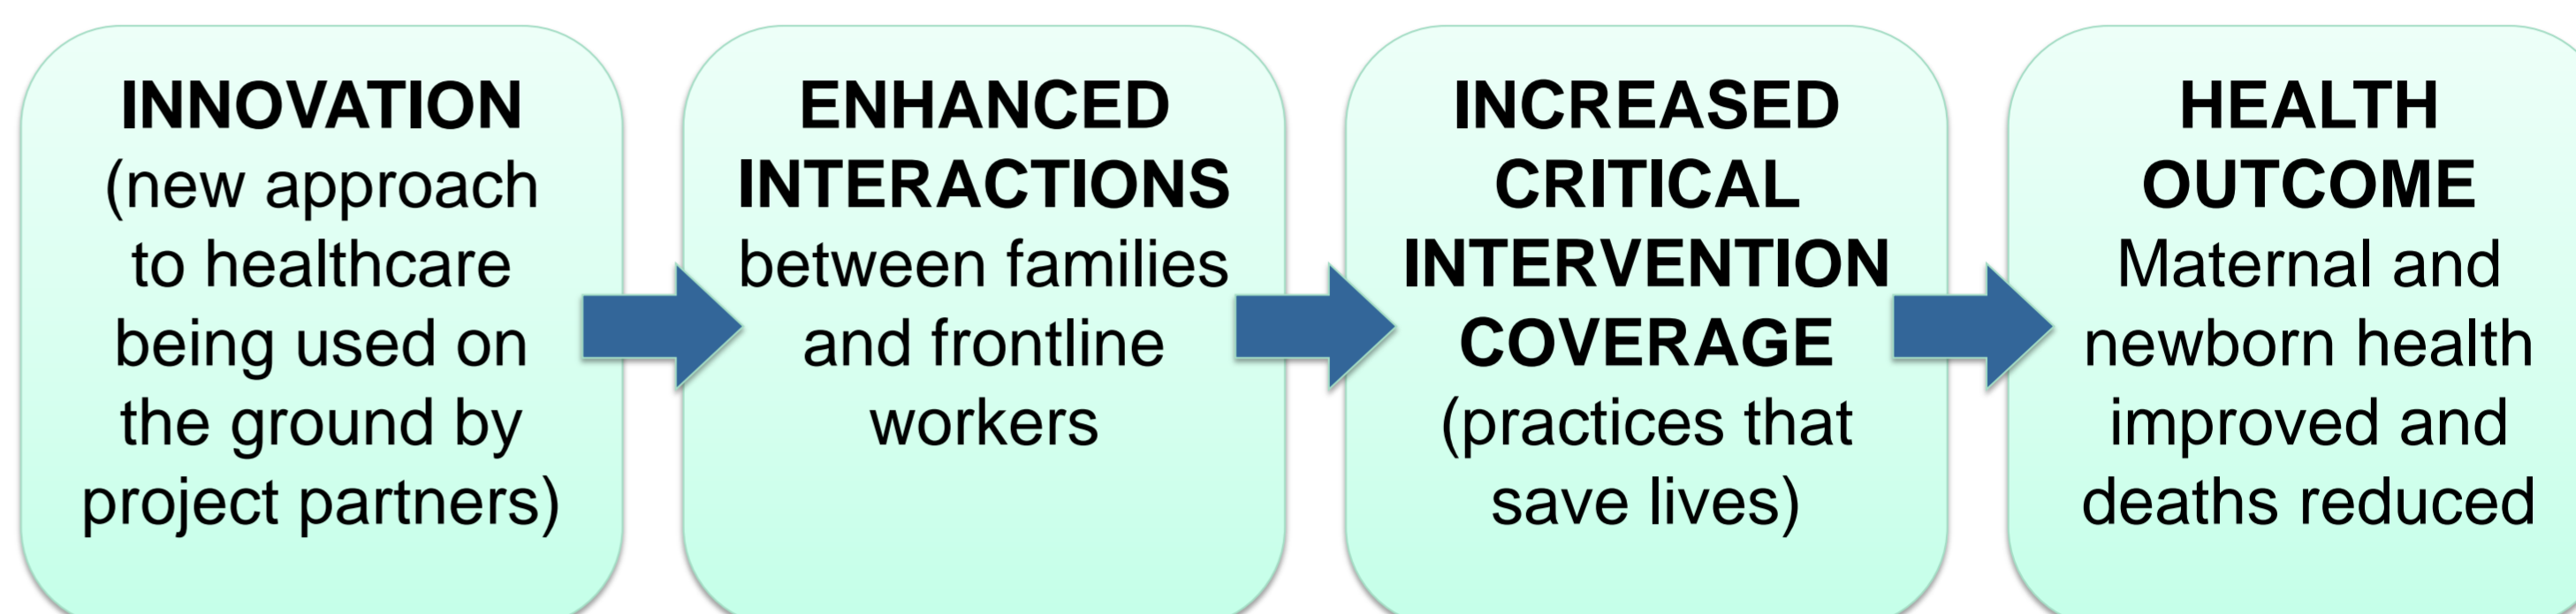 INNOVATION
(new approach
to healthcare
being used on
the ground by
project partners)
ENHANCED
INTERACTIONS
between families
and frontline
workers
INCREASED
CRITICAL
INTERVENTION
COVERAGE
(practices that
save lives)
HEALTH
OUTCOME
Maternal and
newborn health
improved and
deaths reduced